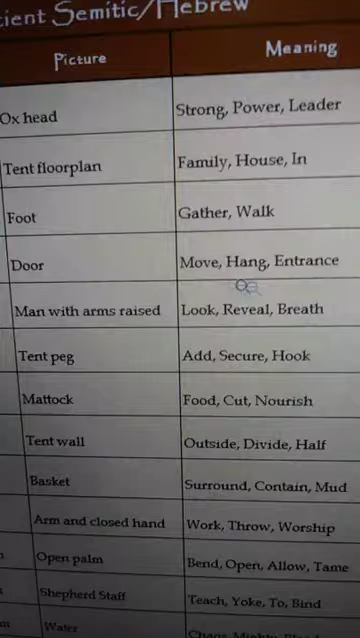 Semitic/Hebrew
Picture Meaning
Ox head Strong, Power, Leader
Tent floorplan Family, House, In
Foot Gather, Walk
Door Move, Hang, Entrance
Man with arms raised Look, Reveal, Breath
Tent peg Add, Secure, Hook
Mattock Food, Cut, Nourish
Tent wall Outside, Divide, Half
Basket Surround, Contain, Mud
Arm and closed hand Work, Throw, Worship
Open palm Bend, Open, Allow, Tame
Shepherd Staff Teach, Yoke, To, Bind
Water